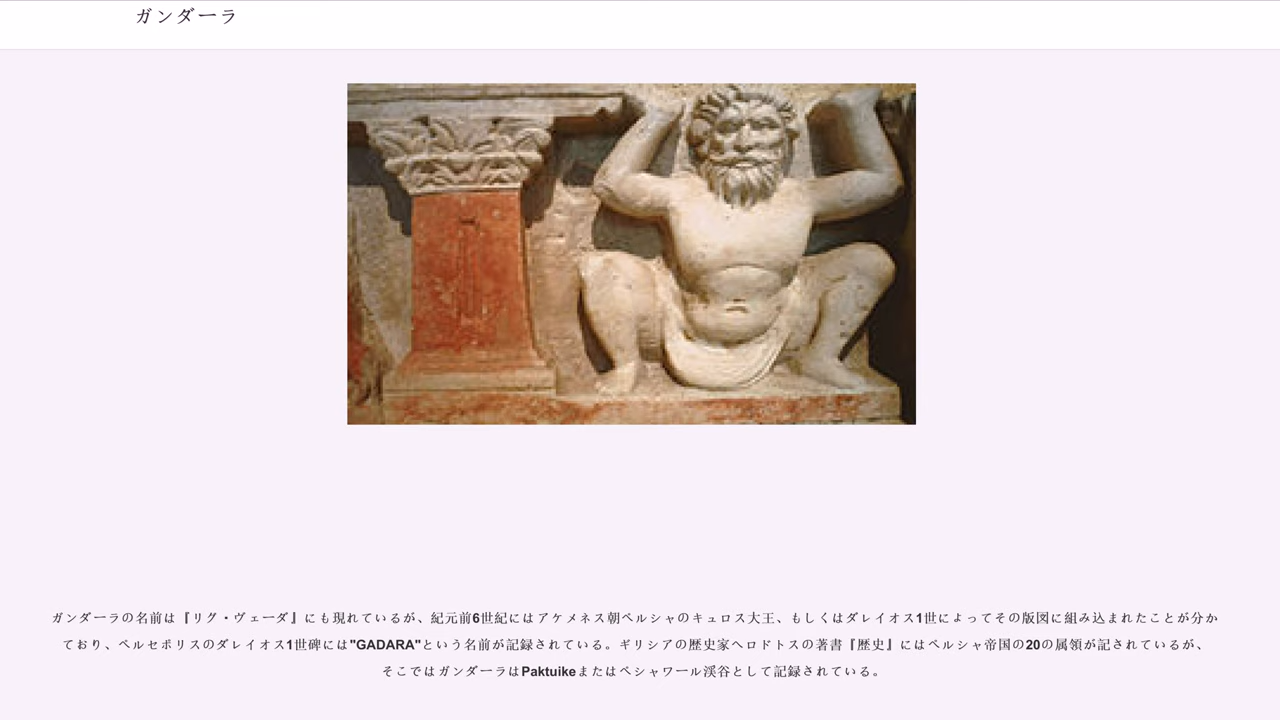 ガンダーラ
ガンダーラの名前は『リグ・ヴェーダ』にも現れているが、紀元前6世紀にはアケメネス朝ペルシャのキュロス大王、もしくはダレイオス1世によってその版図に組み込まれたことが分か
ており、ペルセポリスのダレイオス1世碑には"GADARA"という名前が記録されている。ギリシアの歴史家ヘロドトスの著書『歴史』にはペルシャ帝国の20の属領が記されているが、
そこではガンダーラはPaktuikeまたはペシャワール渓谷として記録されている。